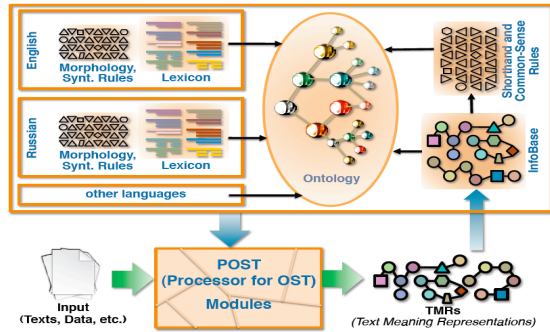 English
Morphology,
Synt. Rules
Lexicon
Russian
Morphology,
Synt. Rules
Lexicon
other languages
Ontology
Shorthand and
Common-Sense
Rules
InfoBase
Input
(Texts, Data, etc.)
POST
(Processor for OST)
Modules
TMRs
(Text Meaning Representations)